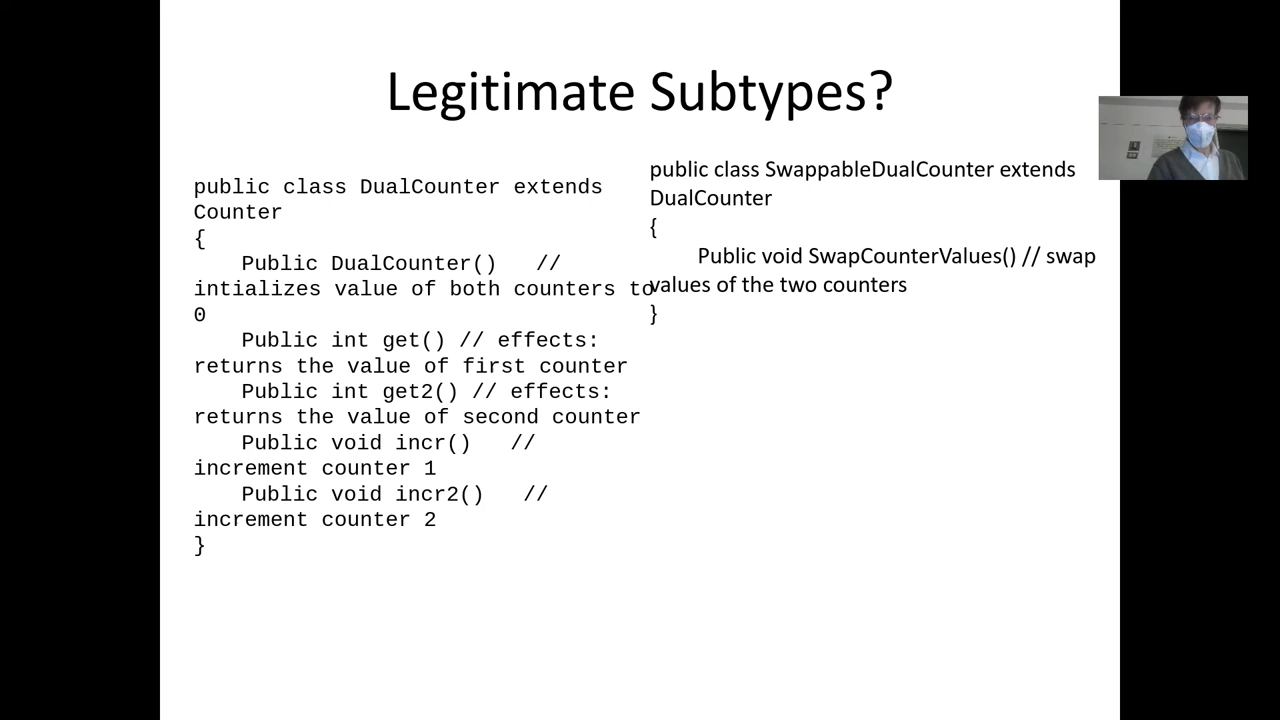 Legitimate Subtypes?
public class DualCounter extends
Counter
{
Public DualCounter() //
intializes value of both counters to
0
Public int get() // effects:
returns the value of first counter
Public int get2() // effects:
returns the value of second counter
Public void incr() //
increment counter 1
Public void incr2() //
increment counter 2
}
public class SwappableDualCounter extends
DualCounter
{
Public void SwapCounterValues() // swap
values of the two counters
}